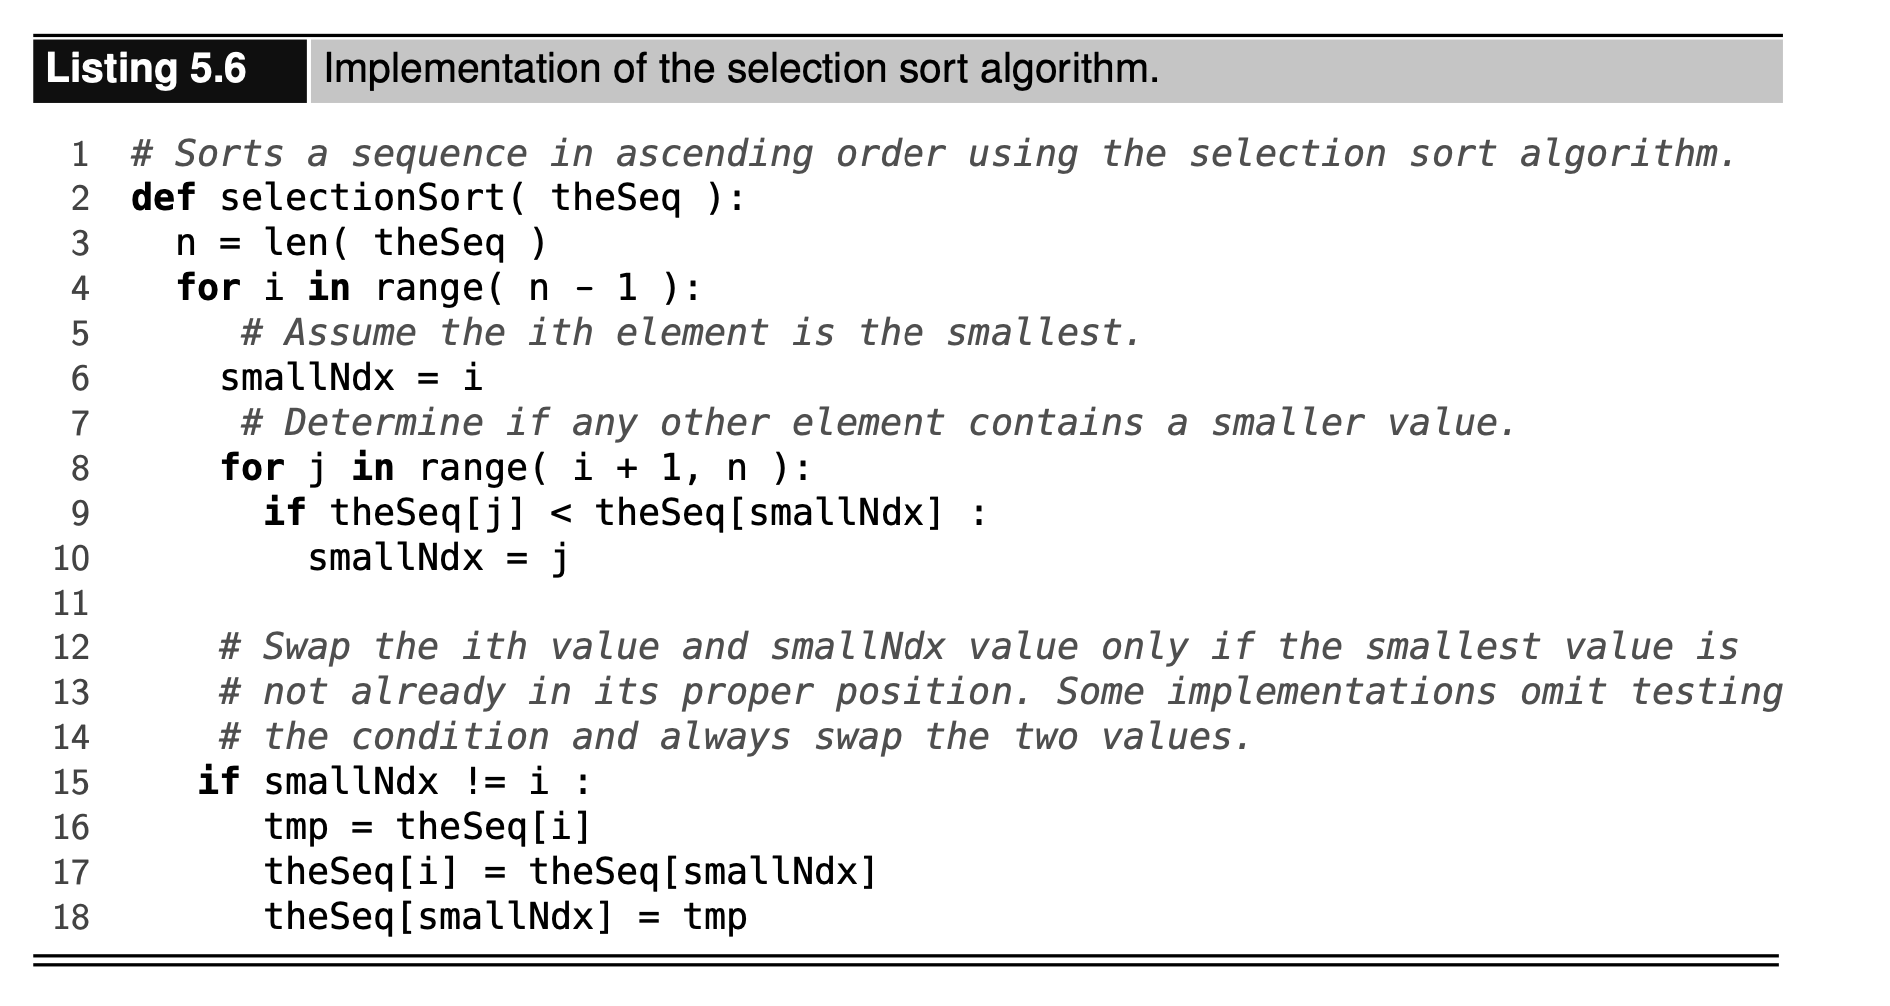 Listing 5.6 Implementation of the selection sort algorithm.
1 # Sorts a sequence in ascending order using the selection sort algorithm.
2 def selectionSort( theSeq ):
3   n = len( theSeq )
4   for i in range( n - 1 ):
5      # Assume the ith element is the smallest.
6     smallNdx = i
7      # Determine if any other element contains a smaller value.
8     for j in range( i + 1, n ):
9       if theSeq[j] < theSeq[smallNdx] :
10         smallNdx = j
11
12     # Swap the ith value and smallNdx value only if the smallest value is
13     # not already in its proper position. Some implementations omit testing
14     # the condition and always swap the two values.
15    if smallNdx != i :
16       tmp = theSeq[i]
17       theSeq[i] = theSeq[smallNdx]
18       theSeq[smallNdx] = tmp